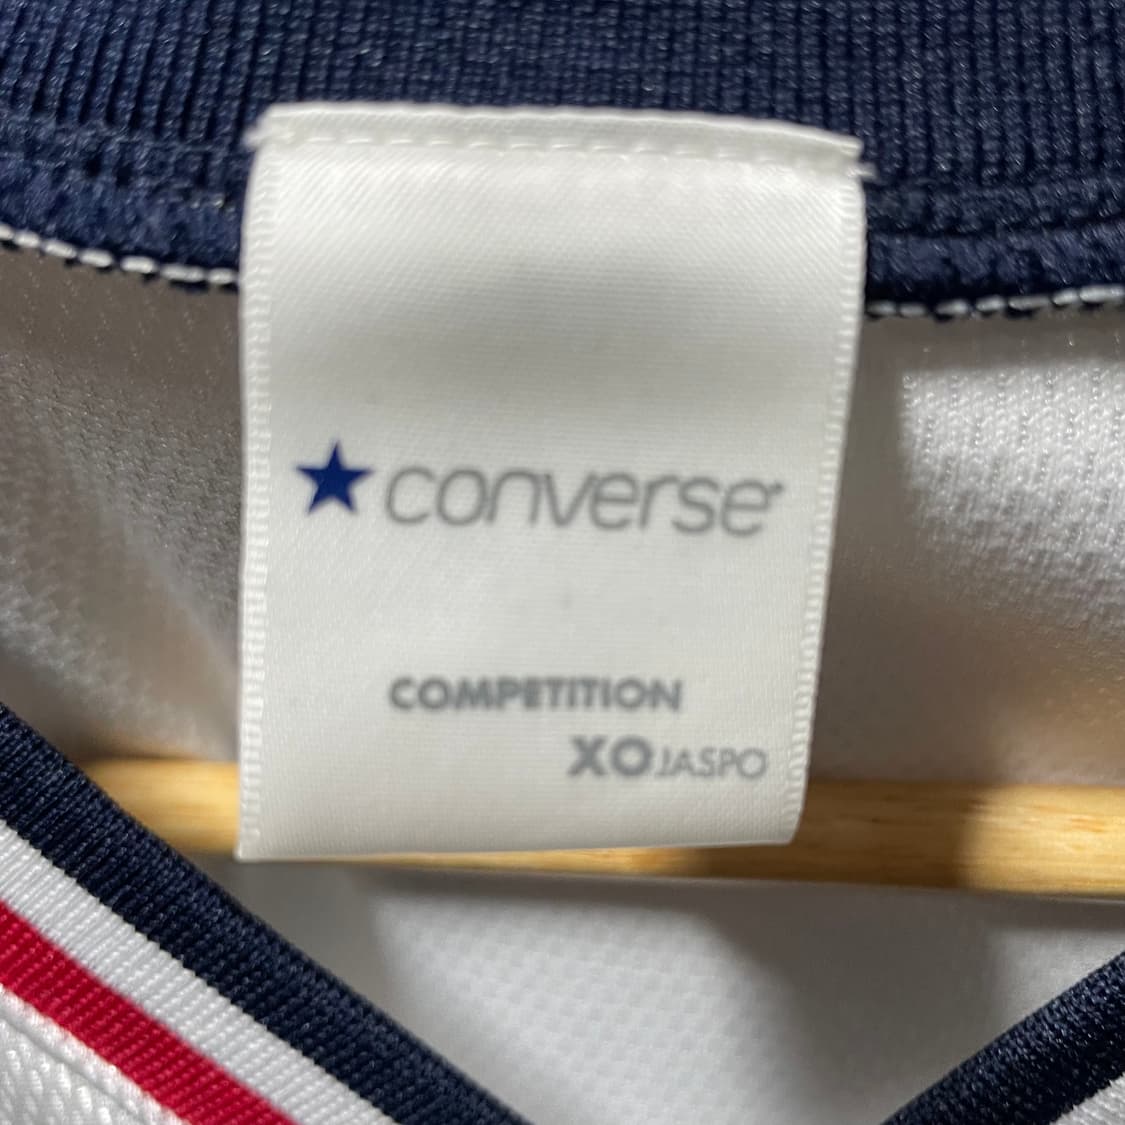 converse
COMPETITION
XO JASPO